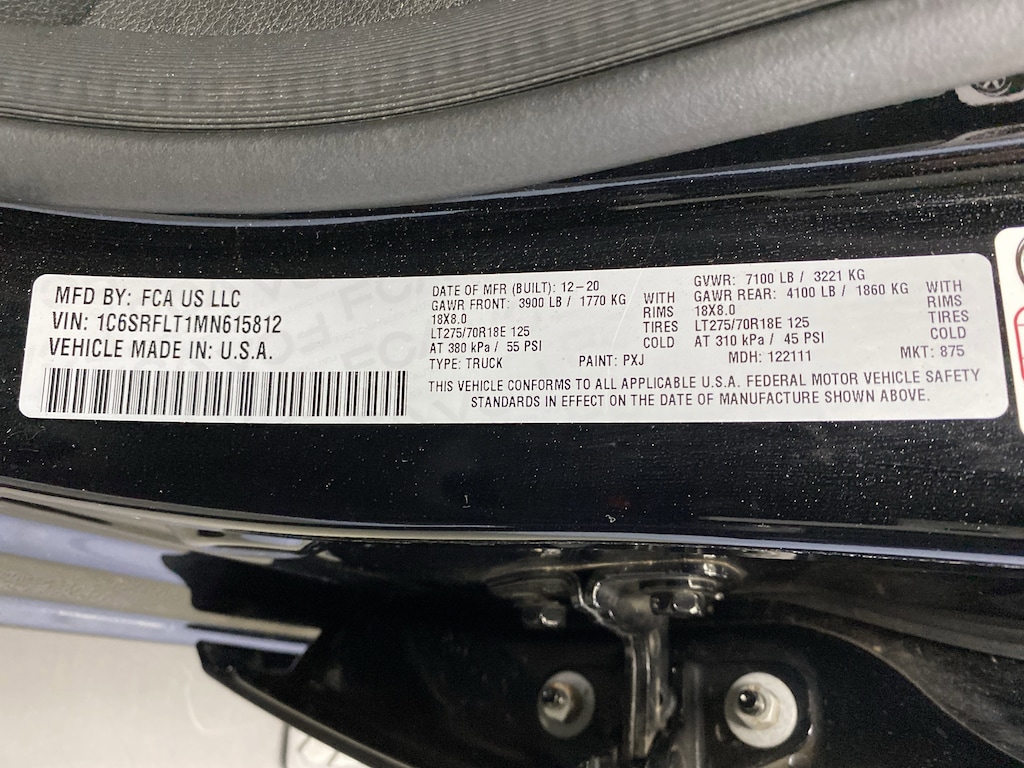 MFD BY: FCA US LLC
VIN: 1C6SRFLT1MN615812
VEHICLE MADE IN: U.S.A.
DATE OF MFR (BUILT): 12-20
GAWR FRONT: 3900 LB / 1770 KG WITH
18X8.0 RIMS
LT275/70R18E 125 TIRES
AT 380 kPa / 55 PSI COLD
TYPE: TRUCK PAINT: PXJ
GVWR: 7100 LB / 3221 KG
GAWR REAR: 4100 LB / 1860 KG WITH
18X8.0 RIMS
LT275/70R18E 125 TIRES
AT 310 kPa / 45 PSI COLD
MDH: 122111 MKT: 875
THIS VEHICLE CONFORMS TO ALL APPLICABLE U.S.A. FEDERAL MOTOR VEHICLE SAFETY
STANDARDS IN EFFECT ON THE DATE OF MANUFACTURE SHOWN ABOVE.